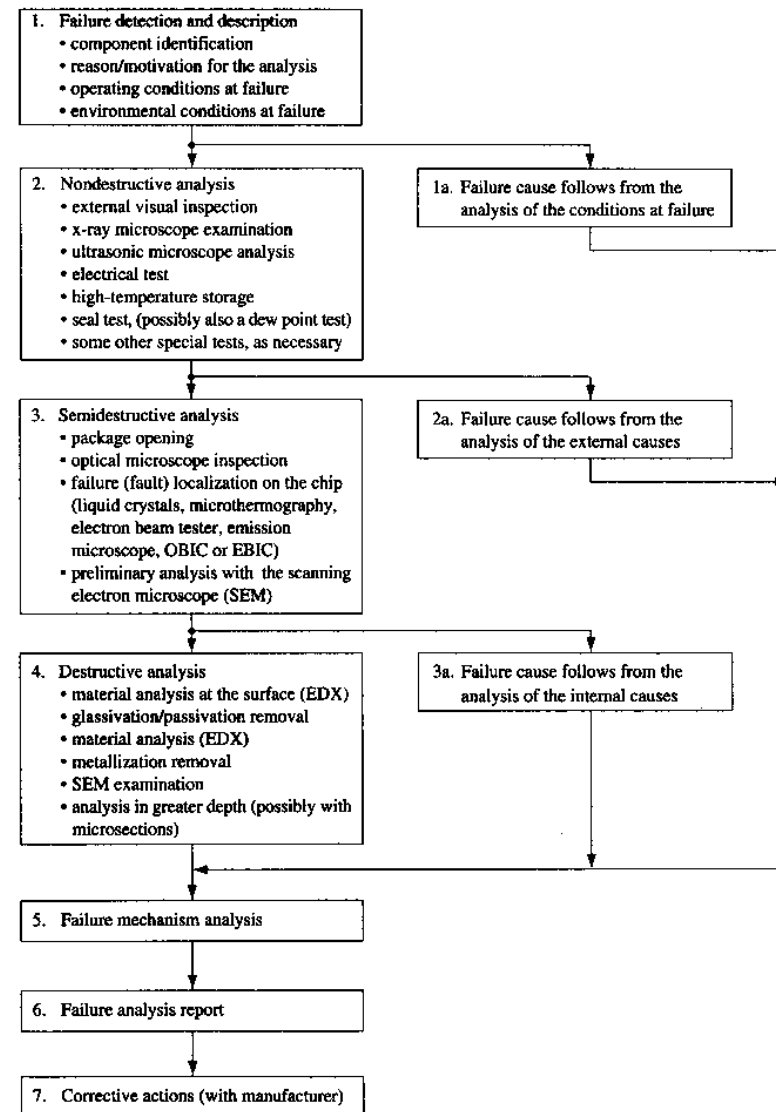 1. Failure detection and description
• component identification
• reason/motivation for the analysis
• operating conditions at failure
• environmental conditions at failure
2. Nondestructive analysis
• external visual inspection
• x-ray microscope examination
• ultrasonic microscope analysis
• electrical test
• high-temperature storage
• seal test, (possibly also a dew point test)
• some other special tests, as necessary
1a. Failure cause follows from the
analysis of the conditions at failure
3. Semidestructive analysis
• package opening
• optical microscope inspection
• failure (fault) localization on the chip
(liquid crystals, microthermography,
electron beam tester, emission
microscope, OBIC or EBIC)
• preliminary analysis with the scanning
electron microscope (SEM)
2a. Failure cause follows from the
analysis of the external causes
4. Destructive analysis
• material analysis at the surface (EDX)
• glassivation/passivation removal
• material analysis (EDX)
• metallization removal
• SEM examination
• analysis in greater depth (possibly with
microsections)
3a. Failure cause follows from the
analysis of the internal causes
5. Failure mechanism analysis
6. Failure analysis report
7. Corrective actions (with manufacturer)